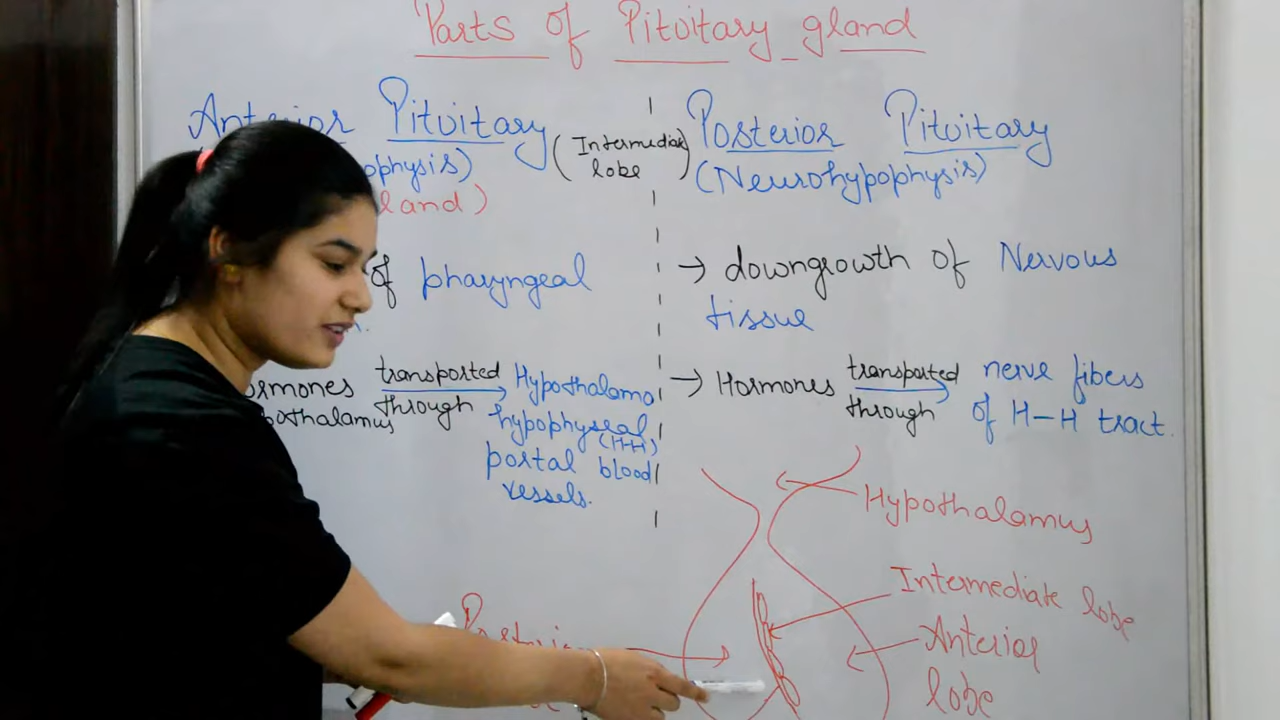 Parts of Pituitary gland
Anterior Pituitary
ophysis)
land)
(Intermediate lobe)
of pharyngeal
ormones transported through Hypothalamo
pothalamus
hypophyseal
(HH)
portal blood
vessels.
Posterior Pituitary
(Neurohypophysis)
→ downgrowth of Nervous
tissue
→ Hormones transported through nerve fibers
of H-H tract.
Hypothalamus
Intermediate lobe
Anterior
lobe